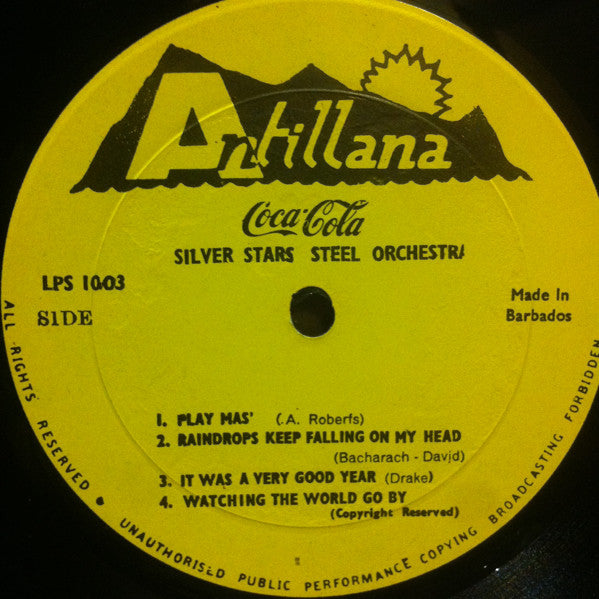 Antillana
Coca-Cola
SILVER STARS STEEL ORCHESTRA
LPS 1003
SIDE
Made In
Barbados
1. PLAY MAS' (.A. Roberfs)
2. RAINDROPS KEEP FALLING ON MY HEAD
(Bacharach - David)
3. IT WAS A VERY GOOD YEAR (Drake)
4. WATCHING THE WORLD GO BY
(Copyright Reserved)
ALL RIGHTS RESERVED • UNAUTHORISED PUBLIC PERFORMANCE COPYING BROADCASTING FORBIDDEN